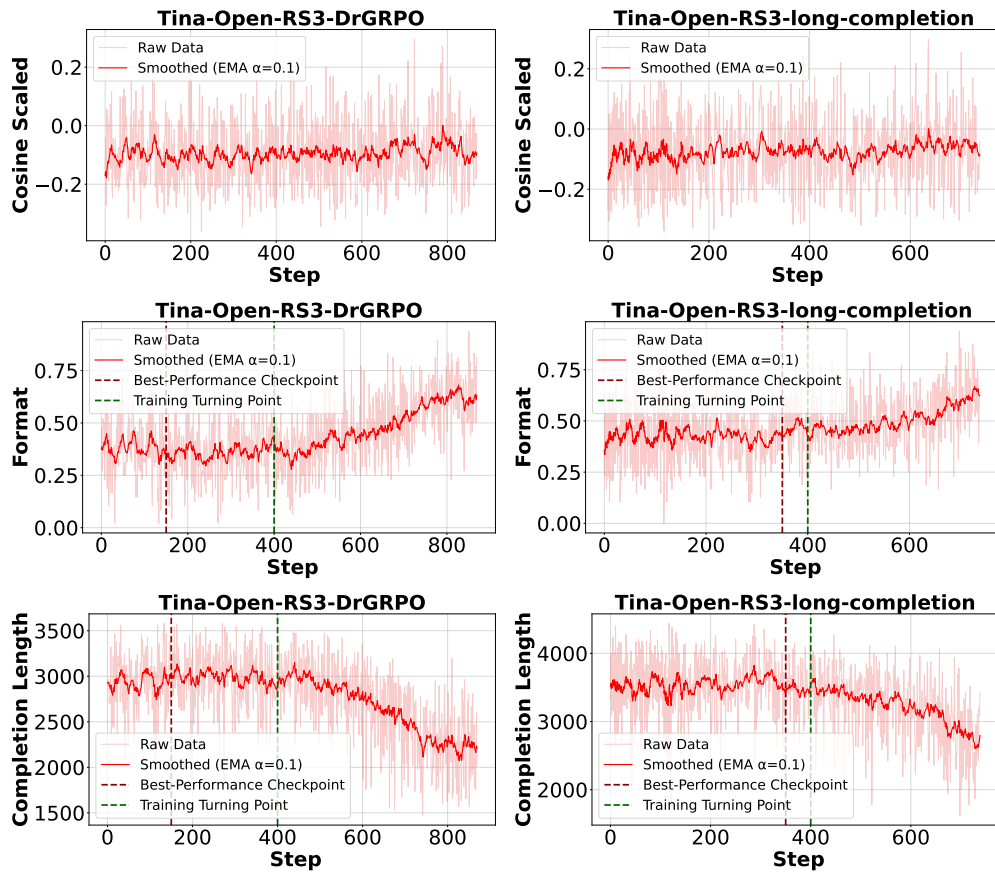 Tina-Open-RS3-DrGRPO
Cosine Scaled
0.2
0.0
−0.2
Raw Data
Smoothed (EMA α=0.1)
0
200
400
600
800
Step
Tina-Open-RS3-long-completion
Cosine Scaled
0.2
0.0
−0.2
Raw Data
Smoothed (EMA α=0.1)
0
200
400
600
Step
Tina-Open-RS3-DrGRPO
Format
0.75
0.50
0.25
0.00
Raw Data
Smoothed (EMA α=0.1)
Best-Performance Checkpoint
Training Turning Point
0
200
400
600
800
Step
Tina-Open-RS3-long-completion
Format
0.75
0.50
0.25
0.00
Raw Data
Smoothed (EMA α=0.1)
Best-Performance Checkpoint
Training Turning Point
0
200
400
600
Step
Tina-Open-RS3-DrGRPO
Completion Length
3500
3000
2500
2000
1500
Raw Data
Smoothed (EMA α=0.1)
Best-Performance Checkpoint
Training Turning Point
0
200
400
600
800
Step
Tina-Open-RS3-long-completion
Completion Length
4000
3000
2000
Raw Data
Smoothed (EMA α=0.1)
Best-Performance Checkpoint
Training Turning Point
0
200
400
600
Step